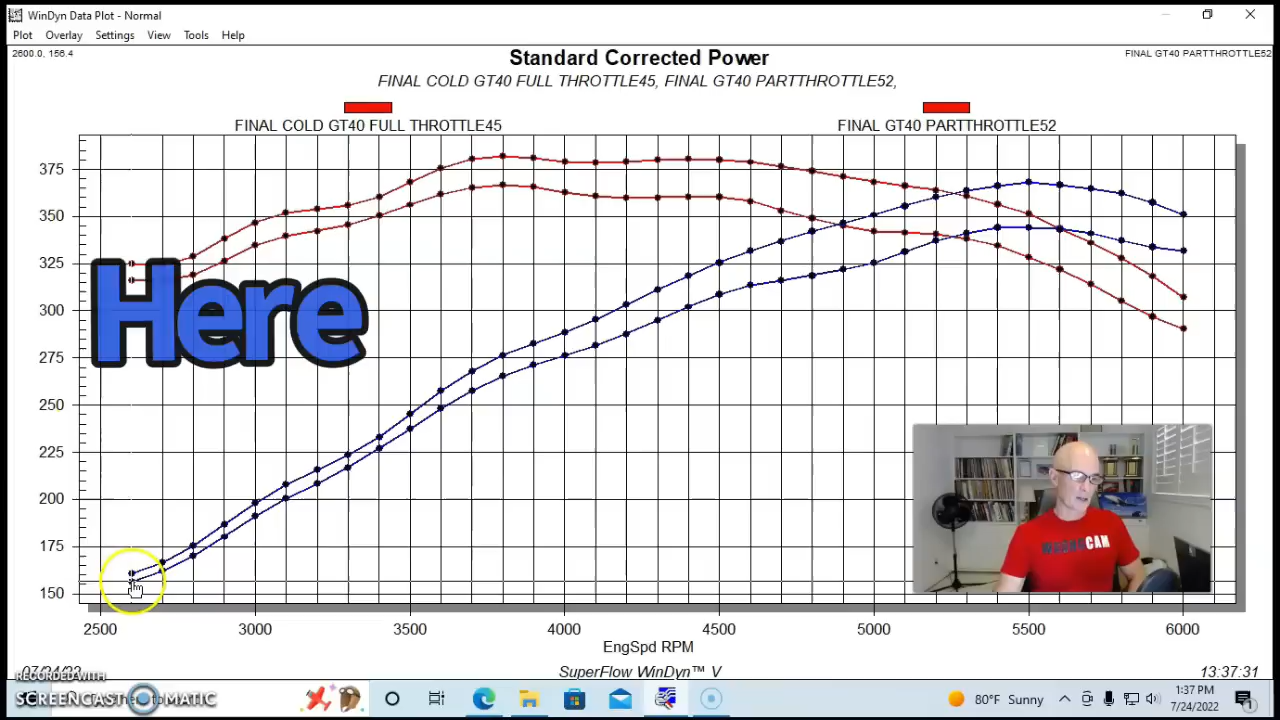 WinDyn Data Plot - Normal
Plot Overlay Settings View Tools Help
2600.0, 156.4
FINAL GT40 PARTTHROTTLE52
Standard Corrected Power
FINAL COLD GT40 FULL THROTTLE45, FINAL GT40 PARTTHROTTLE52,
FINAL COLD GT40 FULL THROTTLE45
FINAL GT40 PARTTHROTTLE52
375
350
325
300
275
250
225
200
175
150
Here
CAM
2500 3000 3500 4000 4500 5000 5500 6000
EngSpd RPM
SuperFlow WinDyn™ V
13:37:31
RECORDED WITH
SCREENCAST MATIC
80°F Sunny
1:37 PM
7/24/2022
1